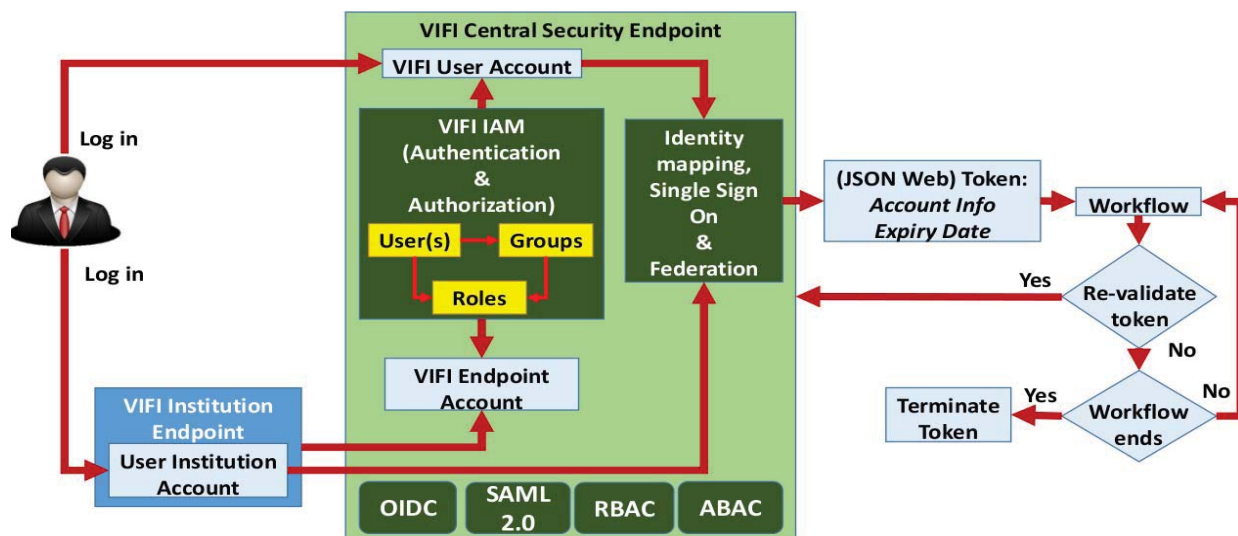 VIFI Central Security Endpoint
VIFI User Account
Log in
VIFI IAM
(Authentication
&
Authorization)
User(s)
Groups
Roles
Identity
mapping,
Single Sign
On
&
Federation
(JSON Web) Token:
Account Info
Expiry Date
Workflow
Yes
Re-validate
token
No
Log in
VIFI Endpoint
Account
VIFI Institution
Endpoint
User Institution
Account
Terminate
Token
Yes
Workflow
ends
No
OIDC
SAML
2.0
RBAC
ABAC